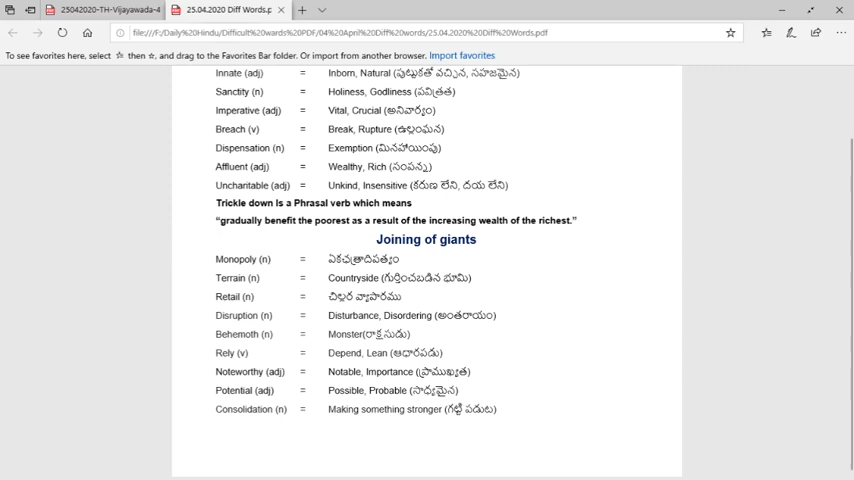 25042020-TH-Vijayawada-4
25.04.2020 Diff Words.p
file:///F:/Daily%20Hindu/Difficult%20wards%20PDF/04%20April%20Diff%20words/25.04.2020%20Diff%20Words.pdf
To see favorites here, select ☆ then ☆, and drag to the Favorites Bar folder. Or import from another browser. Import favorites
Innate (adj) = Inborn, Natural (పుట్టుకతో వచ్చిన, సహజమైన)
Sanctity (n) = Holiness, Godliness (పవిత్రత)
Imperative (adj) = Vital, Crucial (అనివార్యం)
Breach (v) = Break, Rupture (ఉల్లంఘన)
Dispensation (n) = Exemption (మినహాయింపు)
Affluent (adj) = Wealthy, Rich (సంపన్న)
Uncharitable (adj) = Unkind, Insensitive (కరుణ లేని, దయ లేని)
Trickle down is a Phrasal verb which means
“gradually benefit the poorest as a result of the increasing wealth of the richest.”
Joining of giants
Monopoly (n) = ఏకఛత్రాదిపత్యం
Terrain (n) = Countryside (గుర్తించబడిన భూమి)
Retail (n) = చిల్లర వ్యాపారము
Disruption (n) = Disturbance, Disordering (అంతరాయం)
Behemoth (n) = Monster(రాక్షసుడు)
Rely (v) = Depend, Lean (ఆధారపడు)
Noteworthy (adj) = Notable, Importance (ప్రాముఖ్యత)
Potential (adj) = Possible, Probable (సాధ్యమైన)
Consolidation (n) = Making something stronger (గట్టి పడుట)